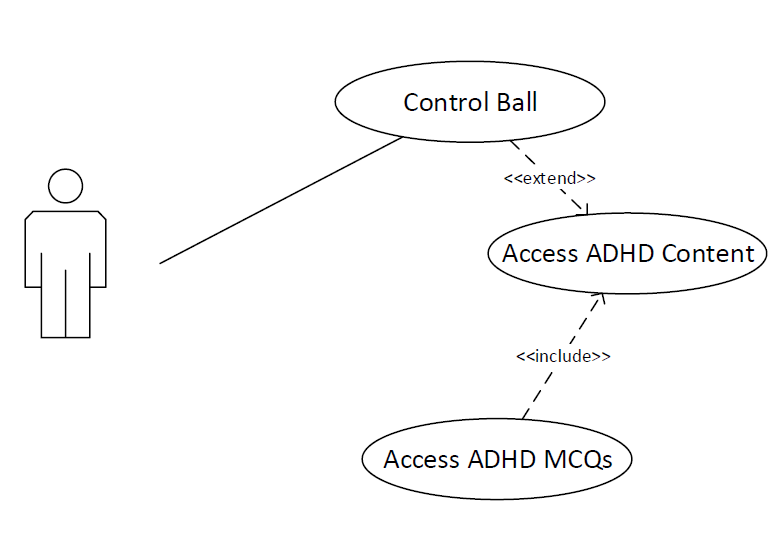 Control Ball
<<extend>>
Access ADHD Content
<<include>>
Access ADHD MCQs